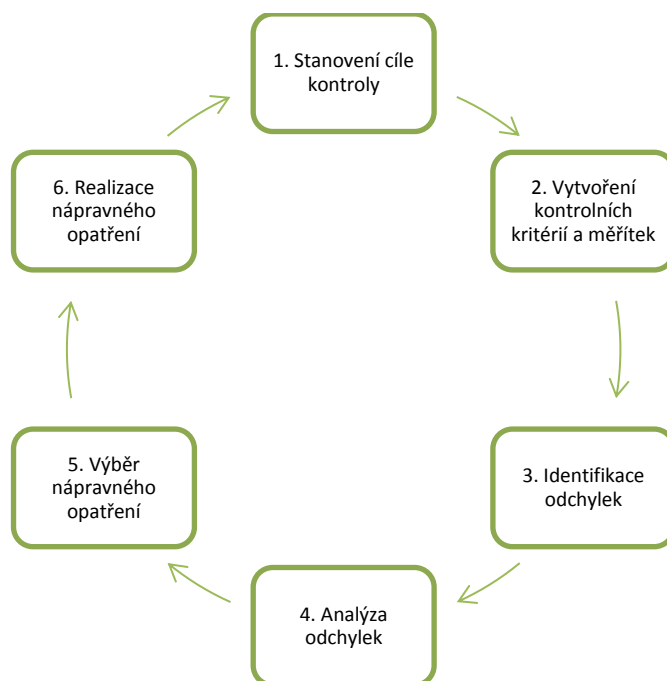 1. Stanovení cíle
kontroly
2. Vytvoření
kontrolních
kritérií a měřítek
3. Identifikace
odchylek
4. Analýza
odchylek
5. Výběr
nápravného
opatření
6. Realizace
nápravného
opatření